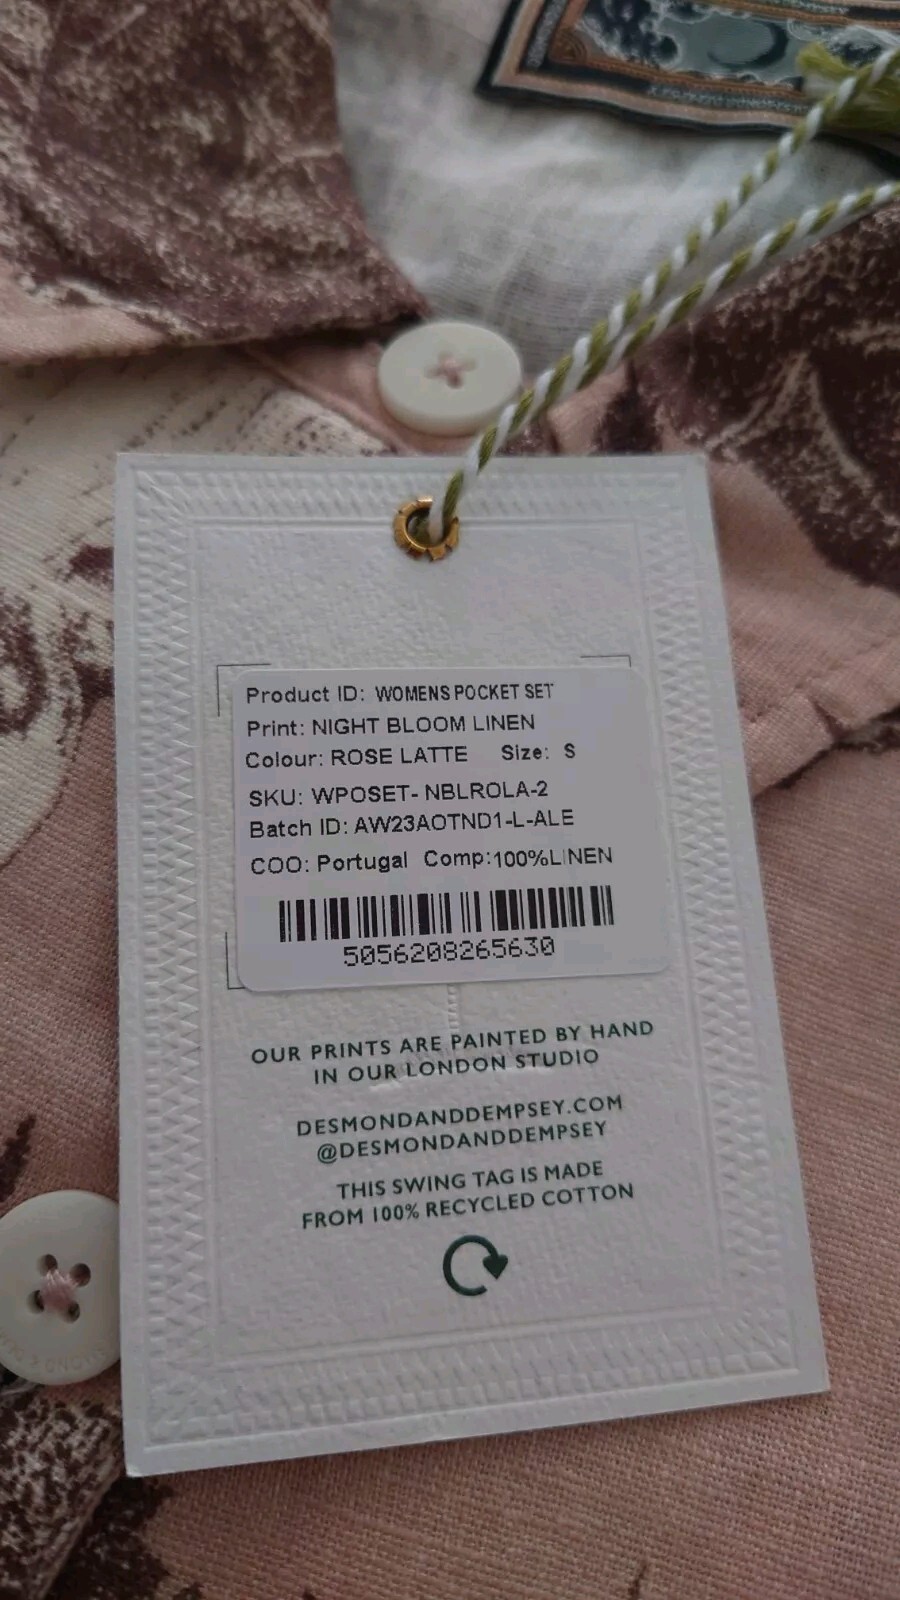 Product ID: WOMENS POCKET SET
Print: NIGHT BLOOM LINEN
Colour: ROSE LATTE Size: S
SKU: WPOSET- NBLROLA-2
Batch ID: AW23AOTND1-L-ALE
COO: Portugal Comp:100%LINEN
5056208265630
OUR PRINTS ARE PAINTED BY HAND
IN OUR LONDON STUDIO
DESMONDANDDEMPSEY.COM
@DESMONDANDDEMPSEY
THIS SWING TAG IS MADE
FROM 100% RECYCLED COTTON